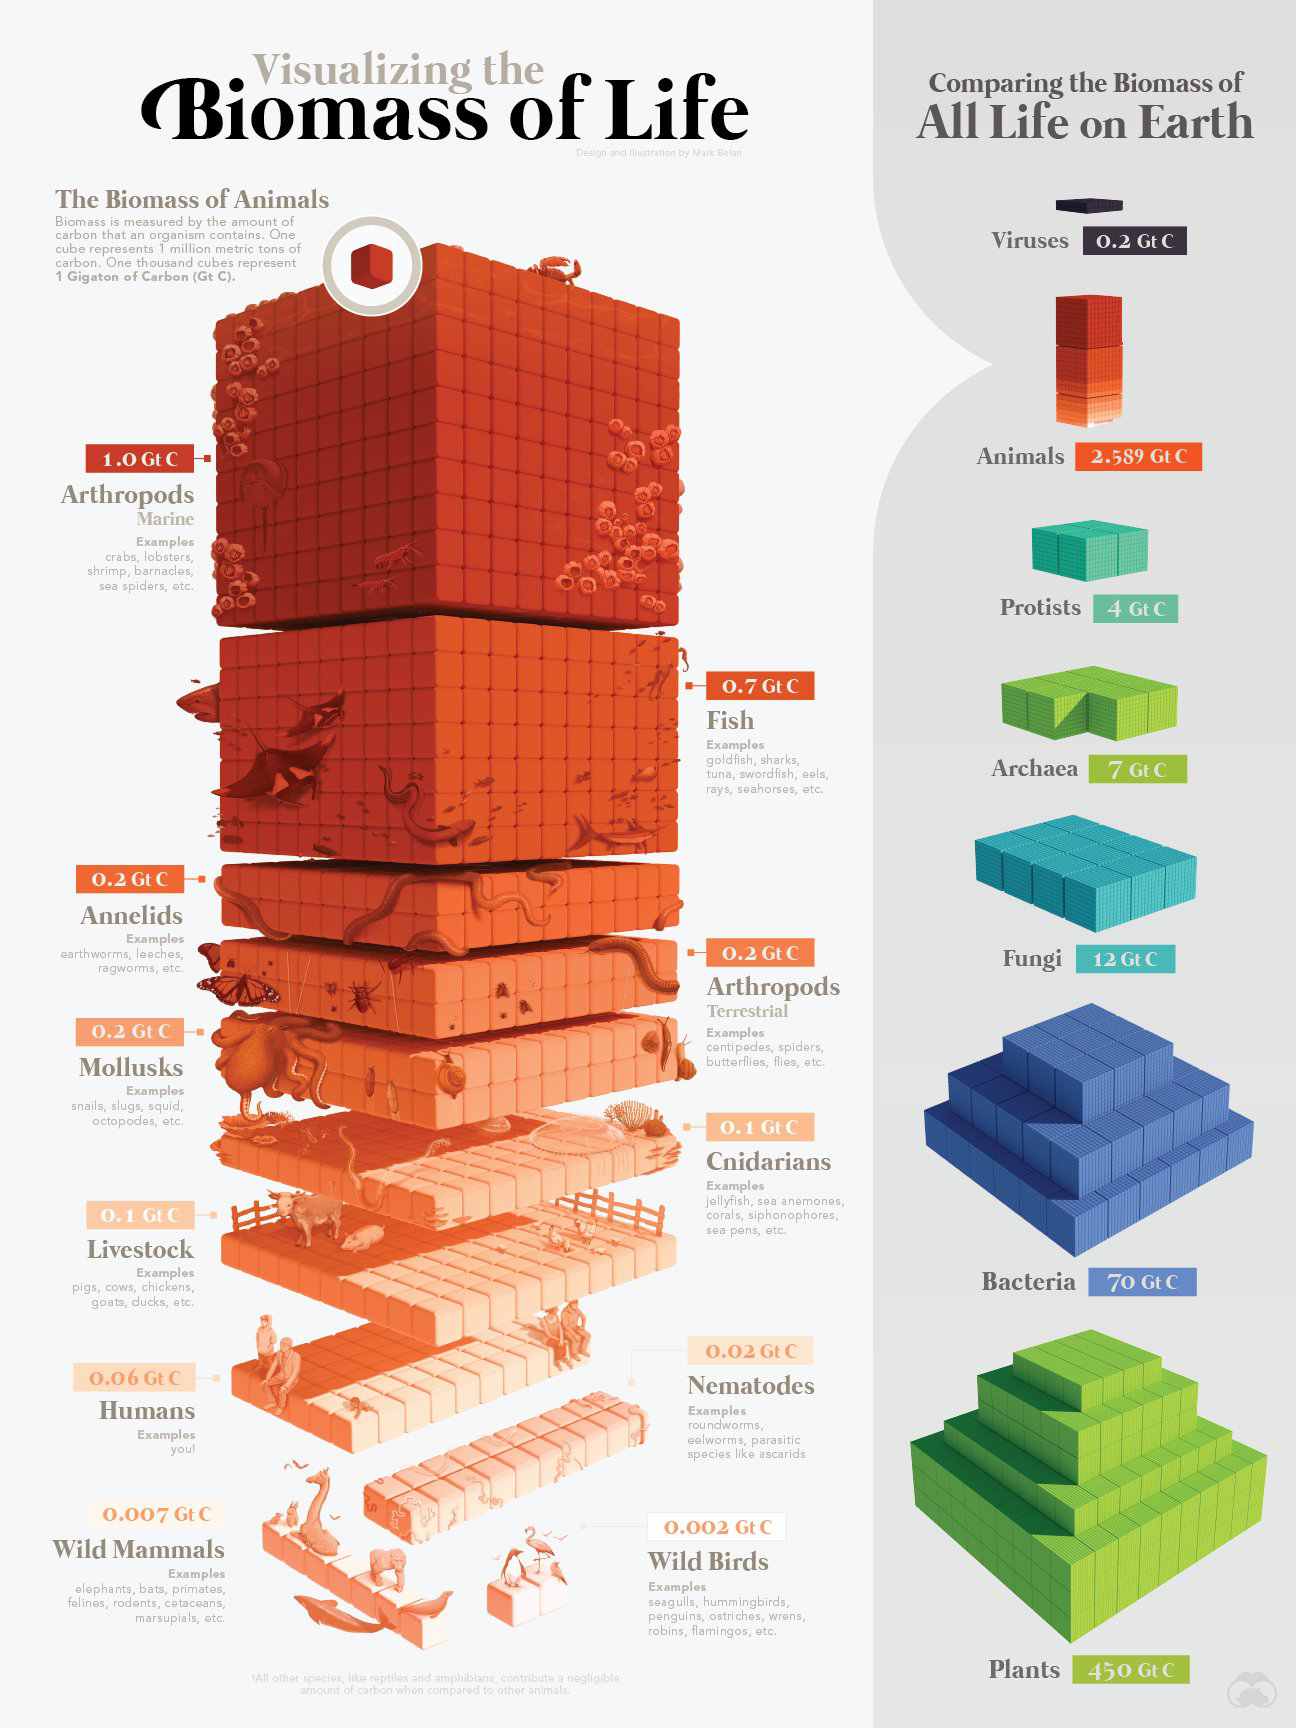 Visualizing the
Biomass of Life
Design and Illustration by Mark Belan
The Biomass of Animals
Biomass is measured by the amount of
carbon that an organism contains. One
cube represents 1 million metric tons of
carbon. One thousand cubes represent
1 Gigaton of Carbon (Gt C).
1.0 Gt C
Arthropods
Marine
Examples
crabs, lobsters,
shrimp, barnacles,
sea spiders, etc.
0.7 Gt C
Fish
Examples
goldfish, sharks,
tuna, swordfish, eels,
rays, seahorses, etc.
0.2 Gt C
Annelids
Examples
earthworms, leeches,
ragworms, etc.
0.2 Gt C
Arthropods
Terrestrial
Examples
centipedes, spiders,
butterflies, flies, etc.
0.2 Gt C
Mollusks
Examples
snails, slugs, squid,
octopodes, etc.
0.1 Gt C
Cnidarians
Examples
jellyfish, sea anemones,
corals, siphonophores,
sea pens, etc.
0.1 Gt C
Livestock
Examples
pigs, cows, chickens,
goats, ducks, etc.
0.06 Gt C
Humans
Examples
you!
0.02 Gt C
Nematodes
Examples
roundworms,
eelworms, parasitic
species like ascarids
0.007 Gt C
Wild Mammals
Examples
elephants, bats, primates,
felines, rodents, cetaceans,
marsupials, etc.
0.002 Gt C
Wild Birds
Examples
seagulls, hummingbirds,
penguins, ostriches, wrens,
robins, flamingos, etc.
*All other species, like reptiles and amphibians, contribute a negligible
amount of carbon when compared to other animals.
Comparing the Biomass of
All Life on Earth
Viruses 0.2 Gt C
Animals 2.589 Gt C
Protists 4 Gt C
Archaea 7 Gt C
Fungi 12 Gt C
Bacteria 70 Gt C
Plants 450 Gt C